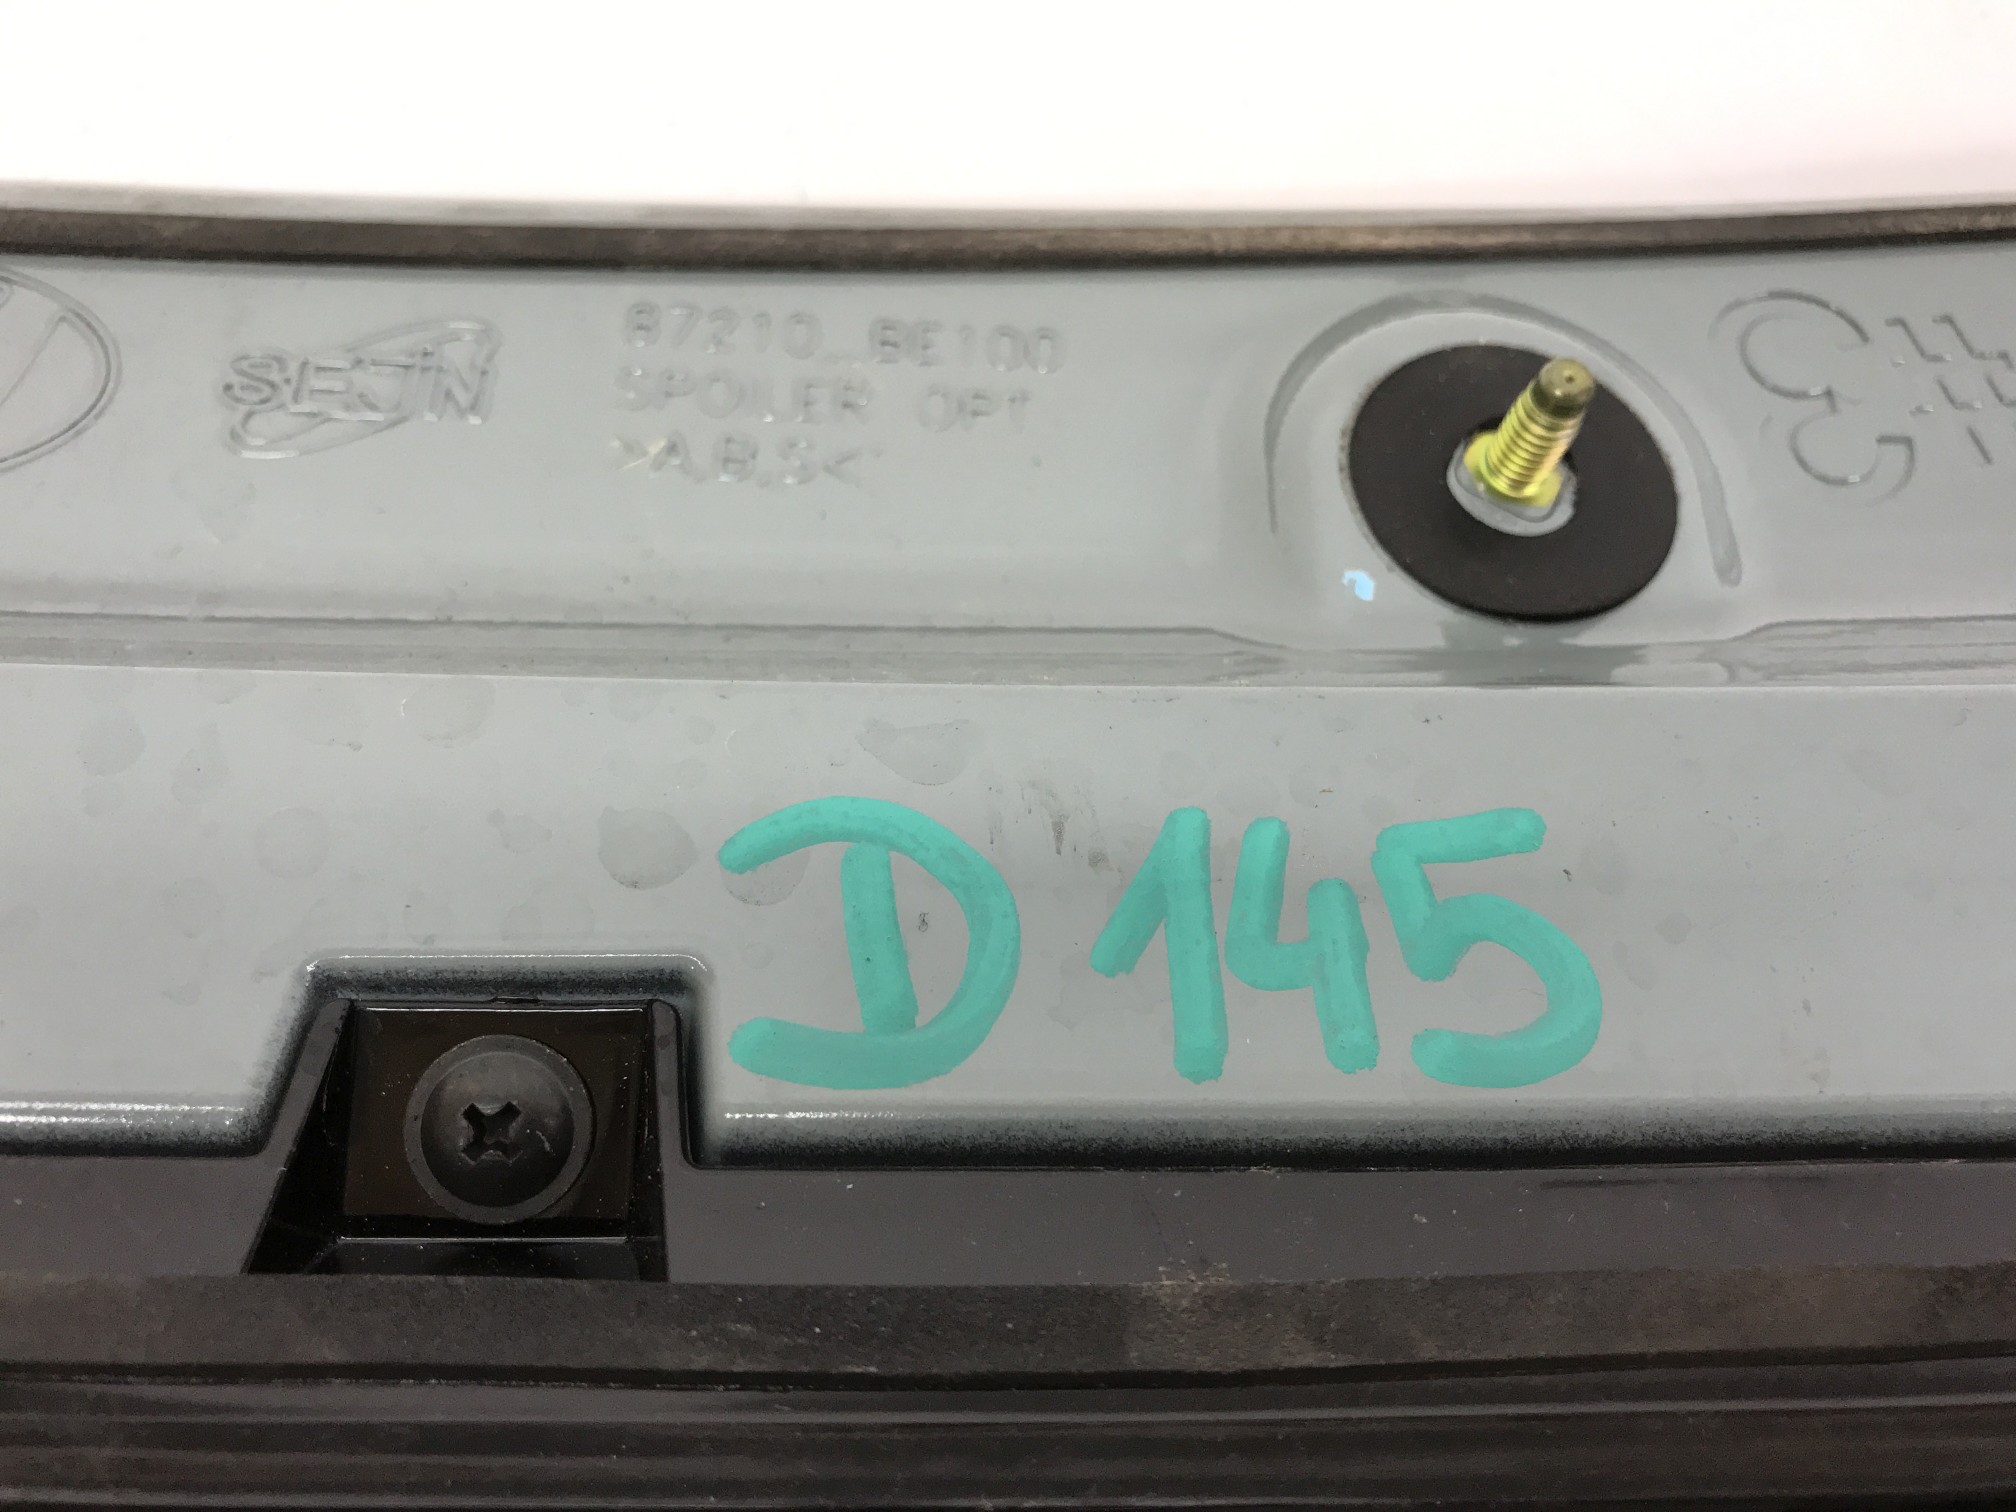 SEJIN
87210 BE100
SPOILER OPT
>A.B.S<
D145